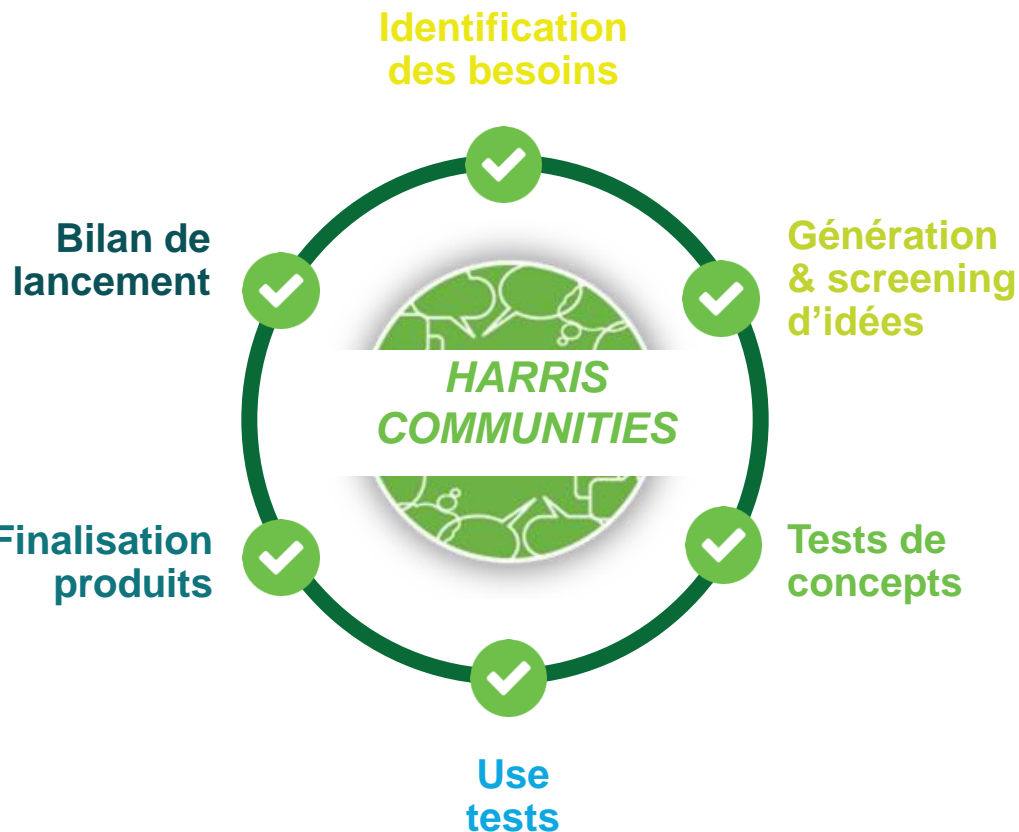 Identification
des besoins
Génération
& screening
d’idées
Tests de
concepts
Use
tests
Finalisation
produits
Bilan de
lancement
HARRIS
COMMUNITIES